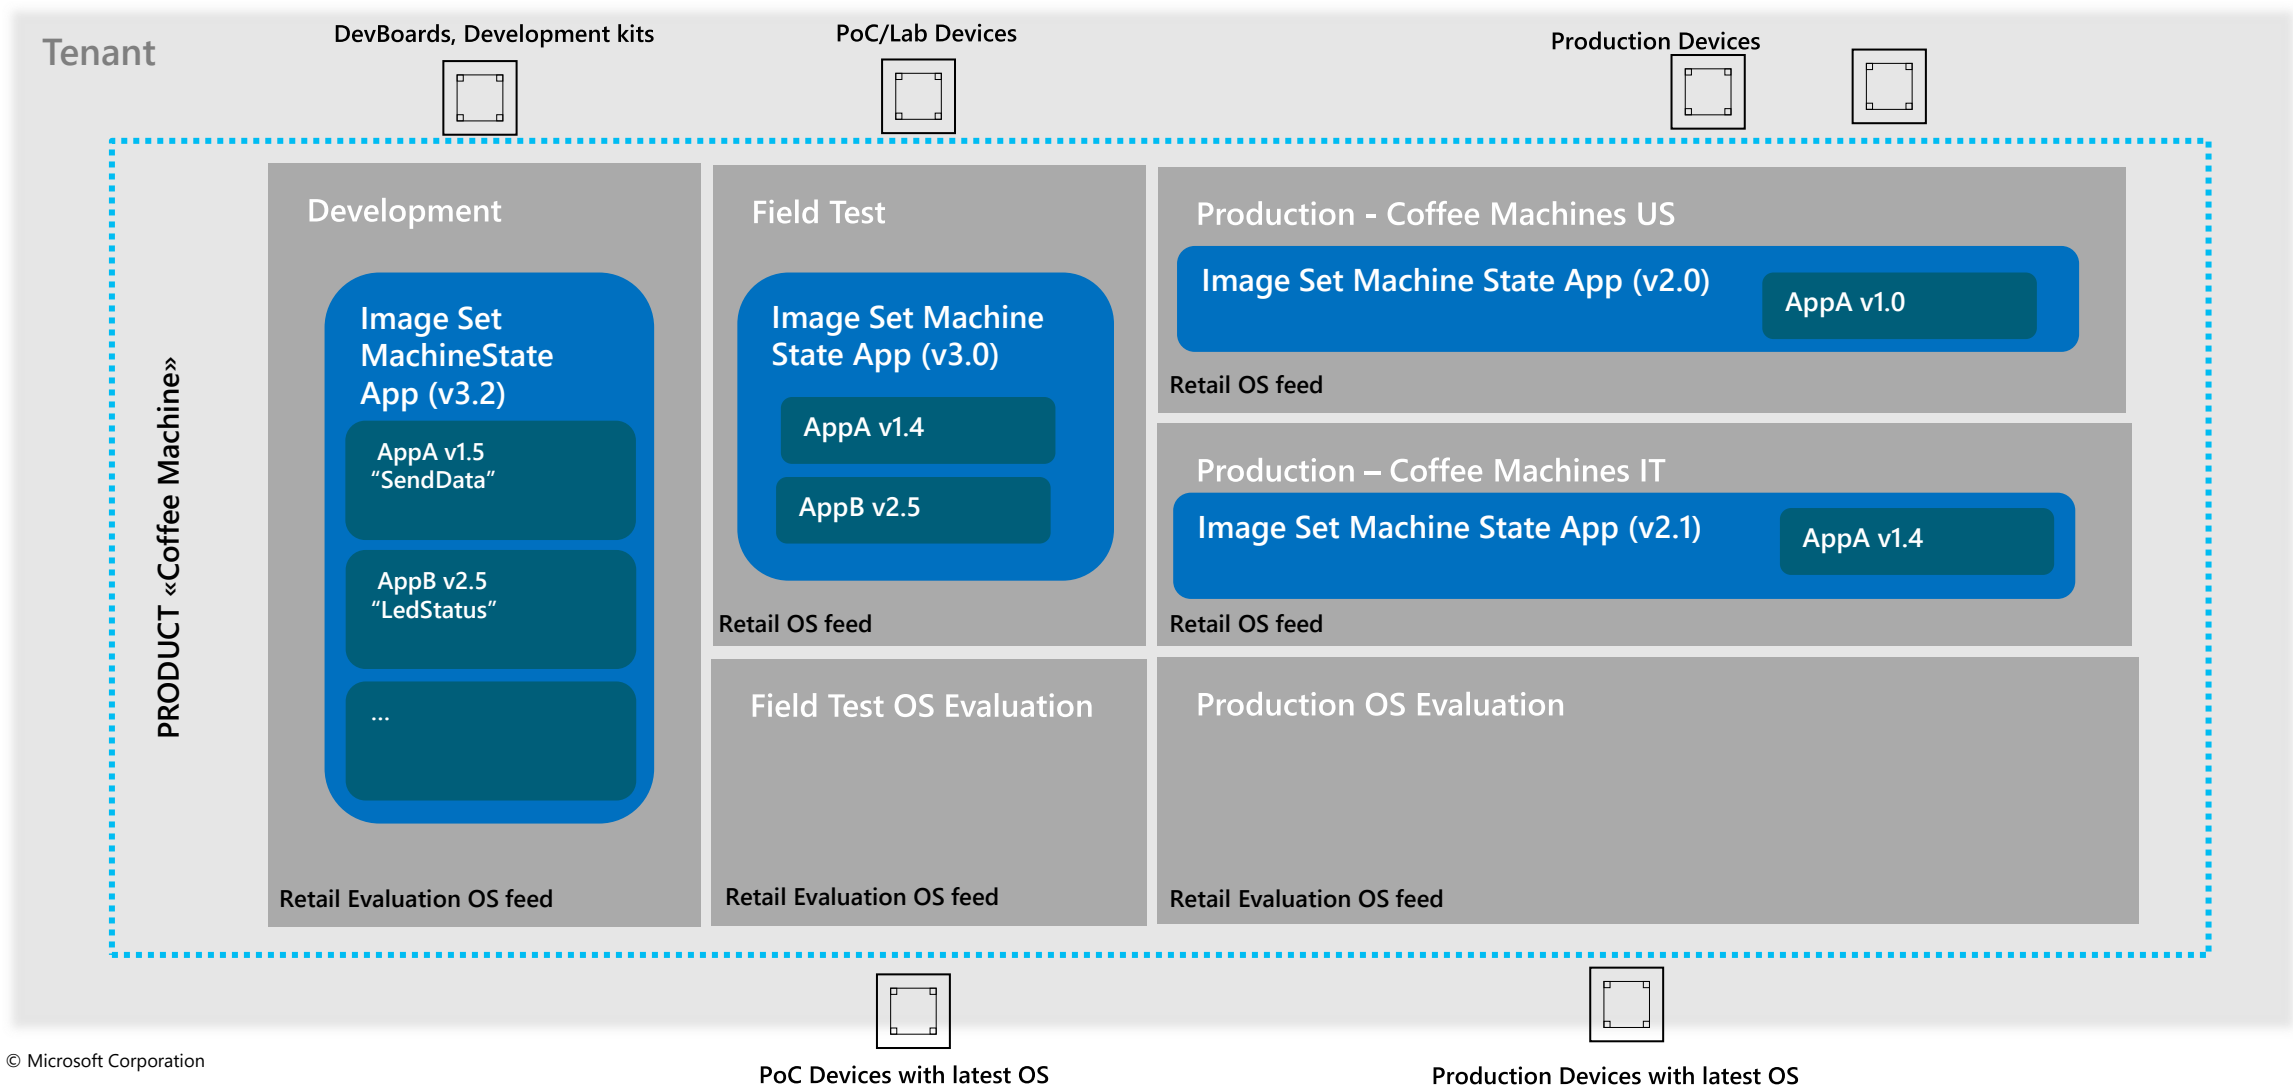 Tenant
DevBoards, Development kits
PoC/Lab Devices
Production Devices
PRODUCT «Coffee Machine»
Development
Image Set
MachineState
App (v3.2)
AppA v1.5
“SendData”
AppB v2.5
“LedStatus”
...
Retail Evaluation OS feed
Field Test
Image Set Machine
State App (v3.0)
AppA v1.4
AppB v2.5
Retail OS feed
Field Test OS Evaluation
Retail Evaluation OS feed
Production - Coffee Machines US
Image Set Machine State App (v2.0)
AppA v1.0
Retail OS feed
Production – Coffee Machines IT
Image Set Machine State App (v2.1)
AppA v1.4
Retail OS feed
Production OS Evaluation
Retail Evaluation OS feed
PoC Devices with latest OS
Production Devices with latest OS
© Microsoft Corporation